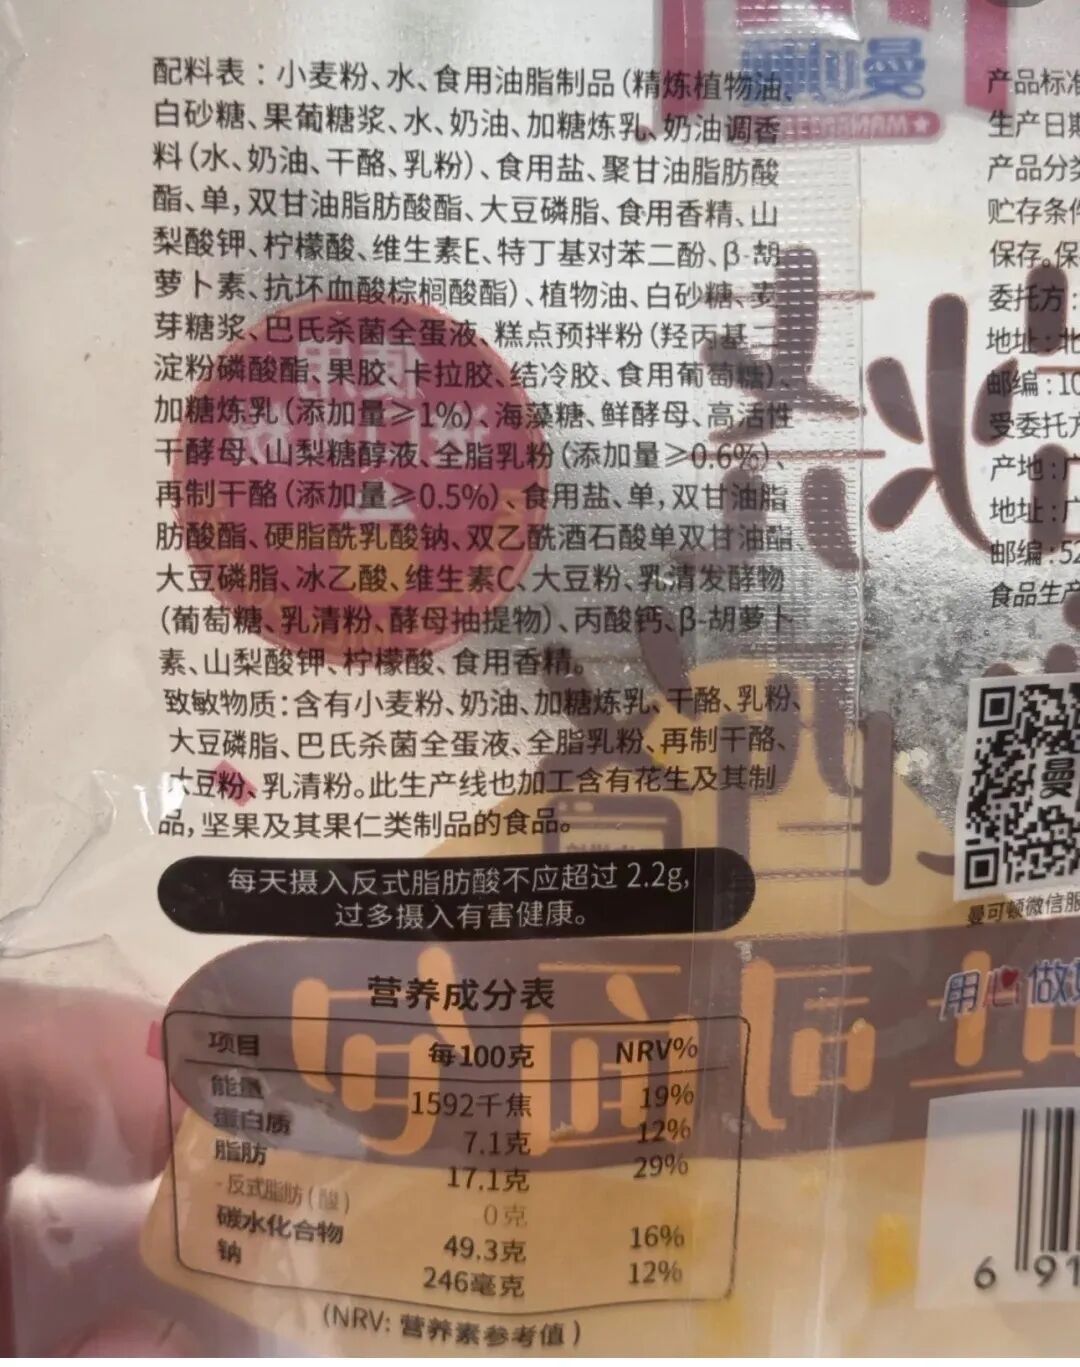 配料表：小麦粉、水、食用油脂制品(精炼植物油、
白砂糖、果葡糖浆、水、奶油、加糖炼乳、奶油调香
料(水、奶油、干酪、乳粉)、食用盐、聚甘油脂肪酸
酯、单,双甘油脂肪酸酯、大豆磷脂、食用香精、山
梨酸钾、柠檬酸、维生素E、特丁基对苯二酚、β-胡
萝卜素、抗坏血酸棕榈酸酯)、植物油、白砂糖、麦
芽糖浆、巴氏杀菌全蛋液、糕点预拌粉(羟丙基二
淀粉磷酸酯、果胶、卡拉胶、结冷胶、食用葡萄糖)、
加糖炼乳(添加量≥1%)、海藻糖、鲜酵母、高活性
干酵母、山梨糖醇液、全脂乳粉(添加量≥0.6%)、
再制干酪(添加量≥0.5%)、食用盐、单,双甘油脂
肪酸酯、硬脂酰乳酸钠、双乙酰酒石酸单双甘油酯、
大豆磷脂、冰乙酸、维生素C、大豆粉、乳清发酵物
(葡萄糖、乳清粉、酵母抽提物)、丙酸钙、β-胡萝卜
素、山梨酸钾、柠檬酸、食用香精。
致敏物质:含有小麦粉、奶油、加糖炼乳、干酪、乳粉、
大豆磷脂、巴氏杀菌全蛋液、全脂乳粉、再制干酪、
大豆粉、乳清粉。此生产线也加工含有花生及其制
品,坚果及其果仁类制品的食品。
每天摄入反式脂肪酸不应超过 2.2g,
过多摄入有害健康。
营养成分表
项目 每100克 NRV%
能量 1592千焦 19%
蛋白质 7.1克 12%
脂肪 17.1克 29%
-反式脂肪(酸) 0克
碳水化合物 49.3克 16%
钠 246毫克 12%
(NRV: 营养素参考值)
产品标准
生产日期
产品分类
贮存条件
保存。保
委托方:
地址:北
邮编:10
受委托方
产地:广
地址:广
邮编:52
食品生产
曼
曼可顿微信服
用心做
6 91